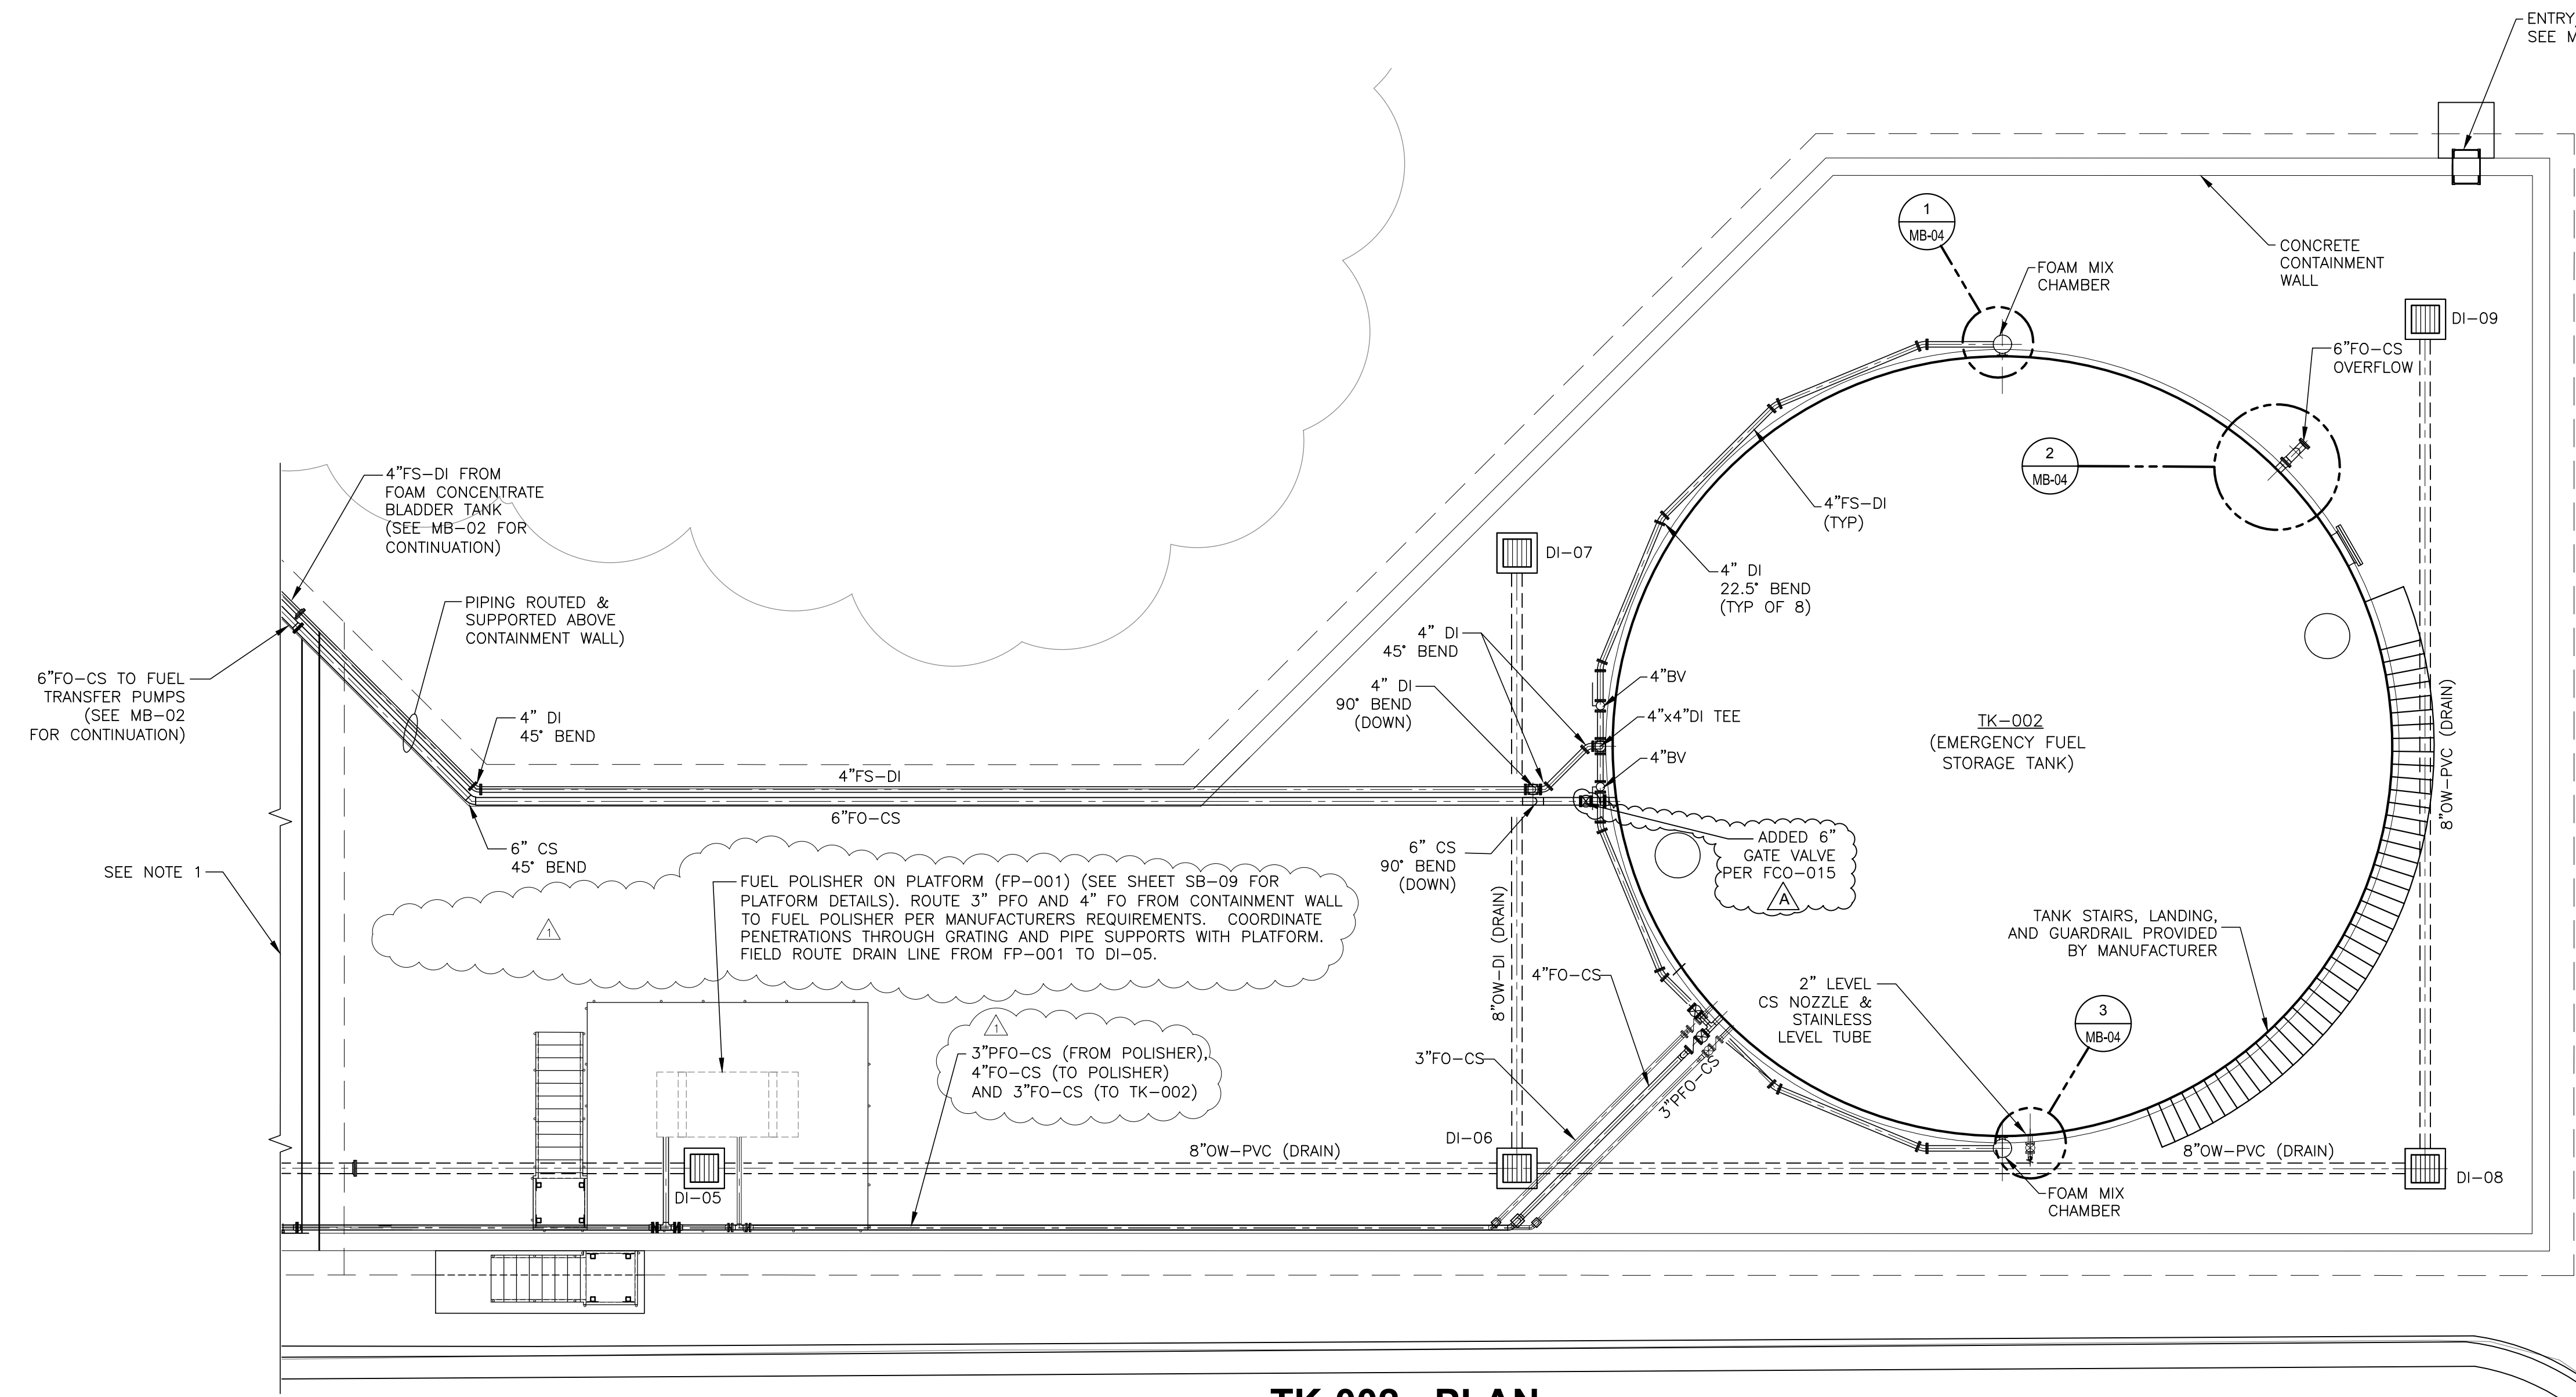 ENTRY
SEE M
1
MB-04
CONCRETE
CONTAINMENT
WALL
FOAM MIX
CHAMBER
DI-09
6"FO-CS
OVERFLOW
2
MB-04
4"FS-DI FROM
FOAM CONCENTRATE
BLADDER TANK
(SEE MB-02 FOR
CONTINUATION)
4"FS-DI
(TYP)
DI-07
4" DI
22.5° BEND
(TYP OF 8)
PIPING ROUTED &
SUPPORTED ABOVE
CONTAINMENT WALL)
4" DI
45° BEND
6"FO-CS TO FUEL
TRANSFER PUMPS
(SEE MB-02
FOR CONTINUATION)
4"BV
4" DI
90° BEND
(DOWN)
4" DI
45° BEND
4"x4"DI TEE
TK-002
(EMERGENCY FUEL
STORAGE TANK)
8"OW-PVC (DRAIN)
4"BV
4"FS-DI
6"FO-CS
6" CS
45° BEND
6" CS
90° BEND
(DOWN)
ADDED 6"
GATE VALVE
PER FCO-015
A
SEE NOTE 1
FUEL POLISHER ON PLATFORM (FP-001) (SEE SHEET SB-09 FOR
PLATFORM DETAILS). ROUTE 3" PFO AND 4" FO FROM CONTAINMENT WALL
TO FUEL POLISHER PER MANUFACTURERS REQUIREMENTS. COORDINATE
PENETRATIONS THROUGH GRATING AND PIPE SUPPORTS WITH PLATFORM.
FIELD ROUTE DRAIN LINE FROM FP-001 TO DI-05.
1
8"OW-DI (DRAIN)
TANK STAIRS, LANDING,
AND GUARDRAIL PROVIDED
BY MANUFACTURER
4"FO-CS
2" LEVEL
CS NOZZLE &
STAINLESS
LEVEL TUBE
3
MB-04
1
3"PFO-CS (FROM POLISHER),
4"FO-CS (TO POLISHER)
AND 3"FO-CS (TO TK-002)
3"FO-CS
3"PFO-CS
DI-06
8"OW-PVC (DRAIN)
8"OW-PVC (DRAIN)
DI-08
DI-05
FOAM MIX
CHAMBER
TK-002 PLAN